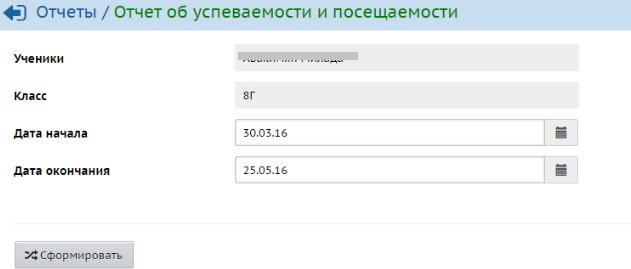 Отчеты / Отчет об успеваемости и посещаемости
Ученики
Класс 8Г
Дата начала 30.03.16
Дата окончания 25.05.16
Сформировать